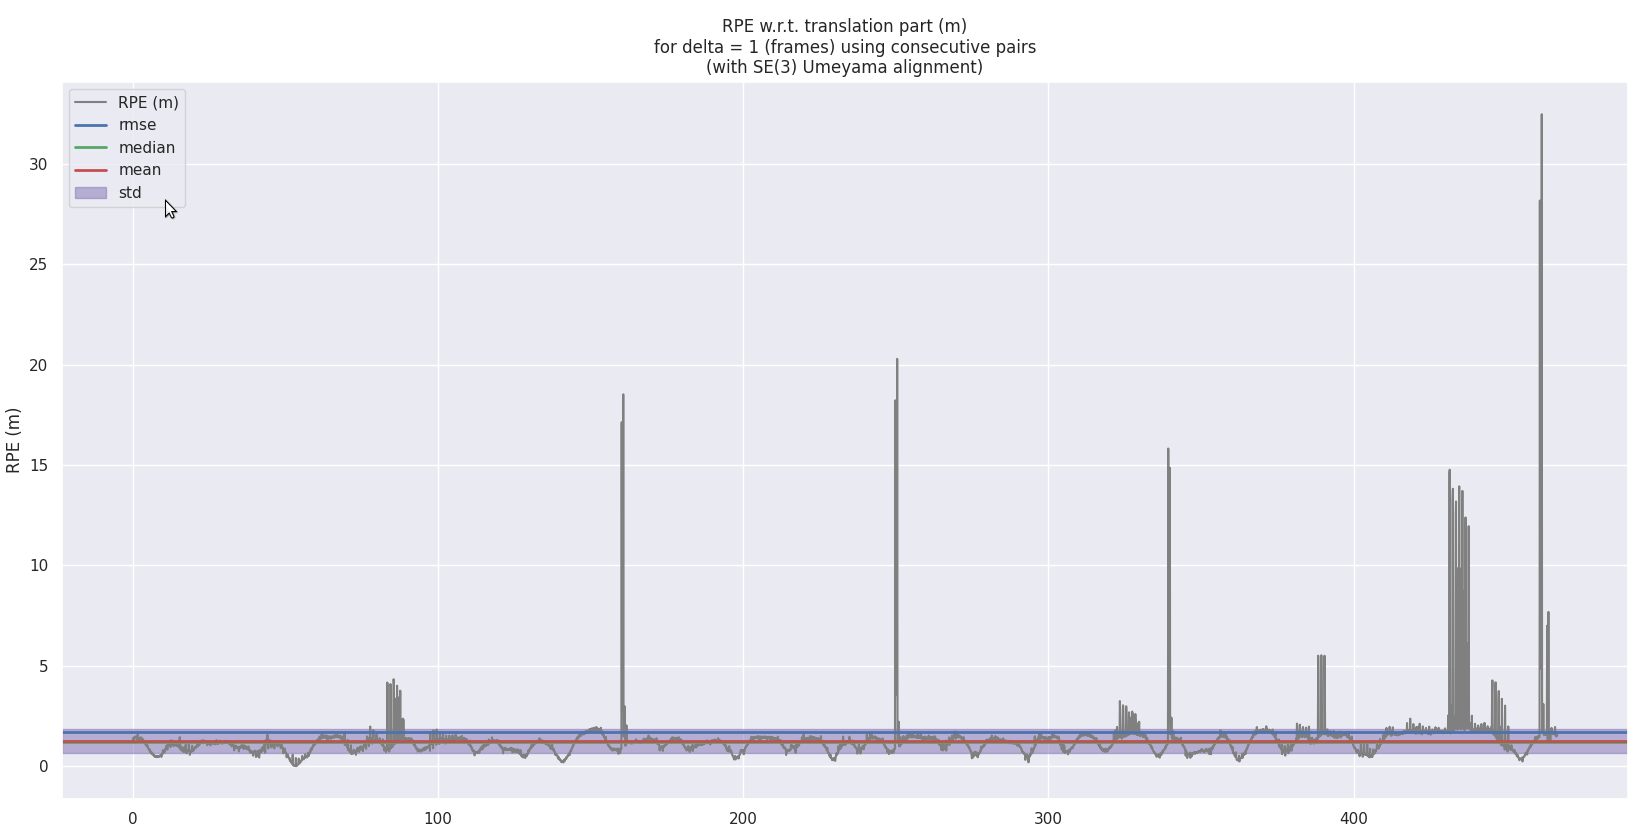 RPE w.r.t. translation part (m)
for delta = 1 (frames) using consecutive pairs
(with SE(3) Umeyama alignment)
RPE (m)
rmse
median
mean
std
30
25
20
15
10
5
0
RPE (m)
0 100 200 300 400